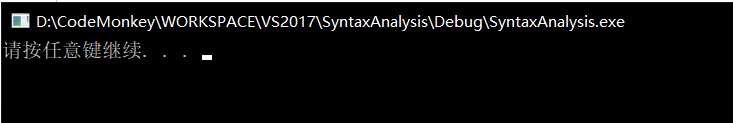 D:\CodeMonkey\WORKSPACE\VS2017\SyntaxAnalysis\Debug\SyntaxAnalysis.exe
请按任意键继续. . .